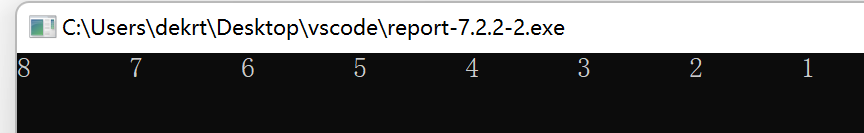 C:\Users\dekrt\Desktop\vscode\report-7.2.2-2.exe
8 7 6 5 4 3 2 1